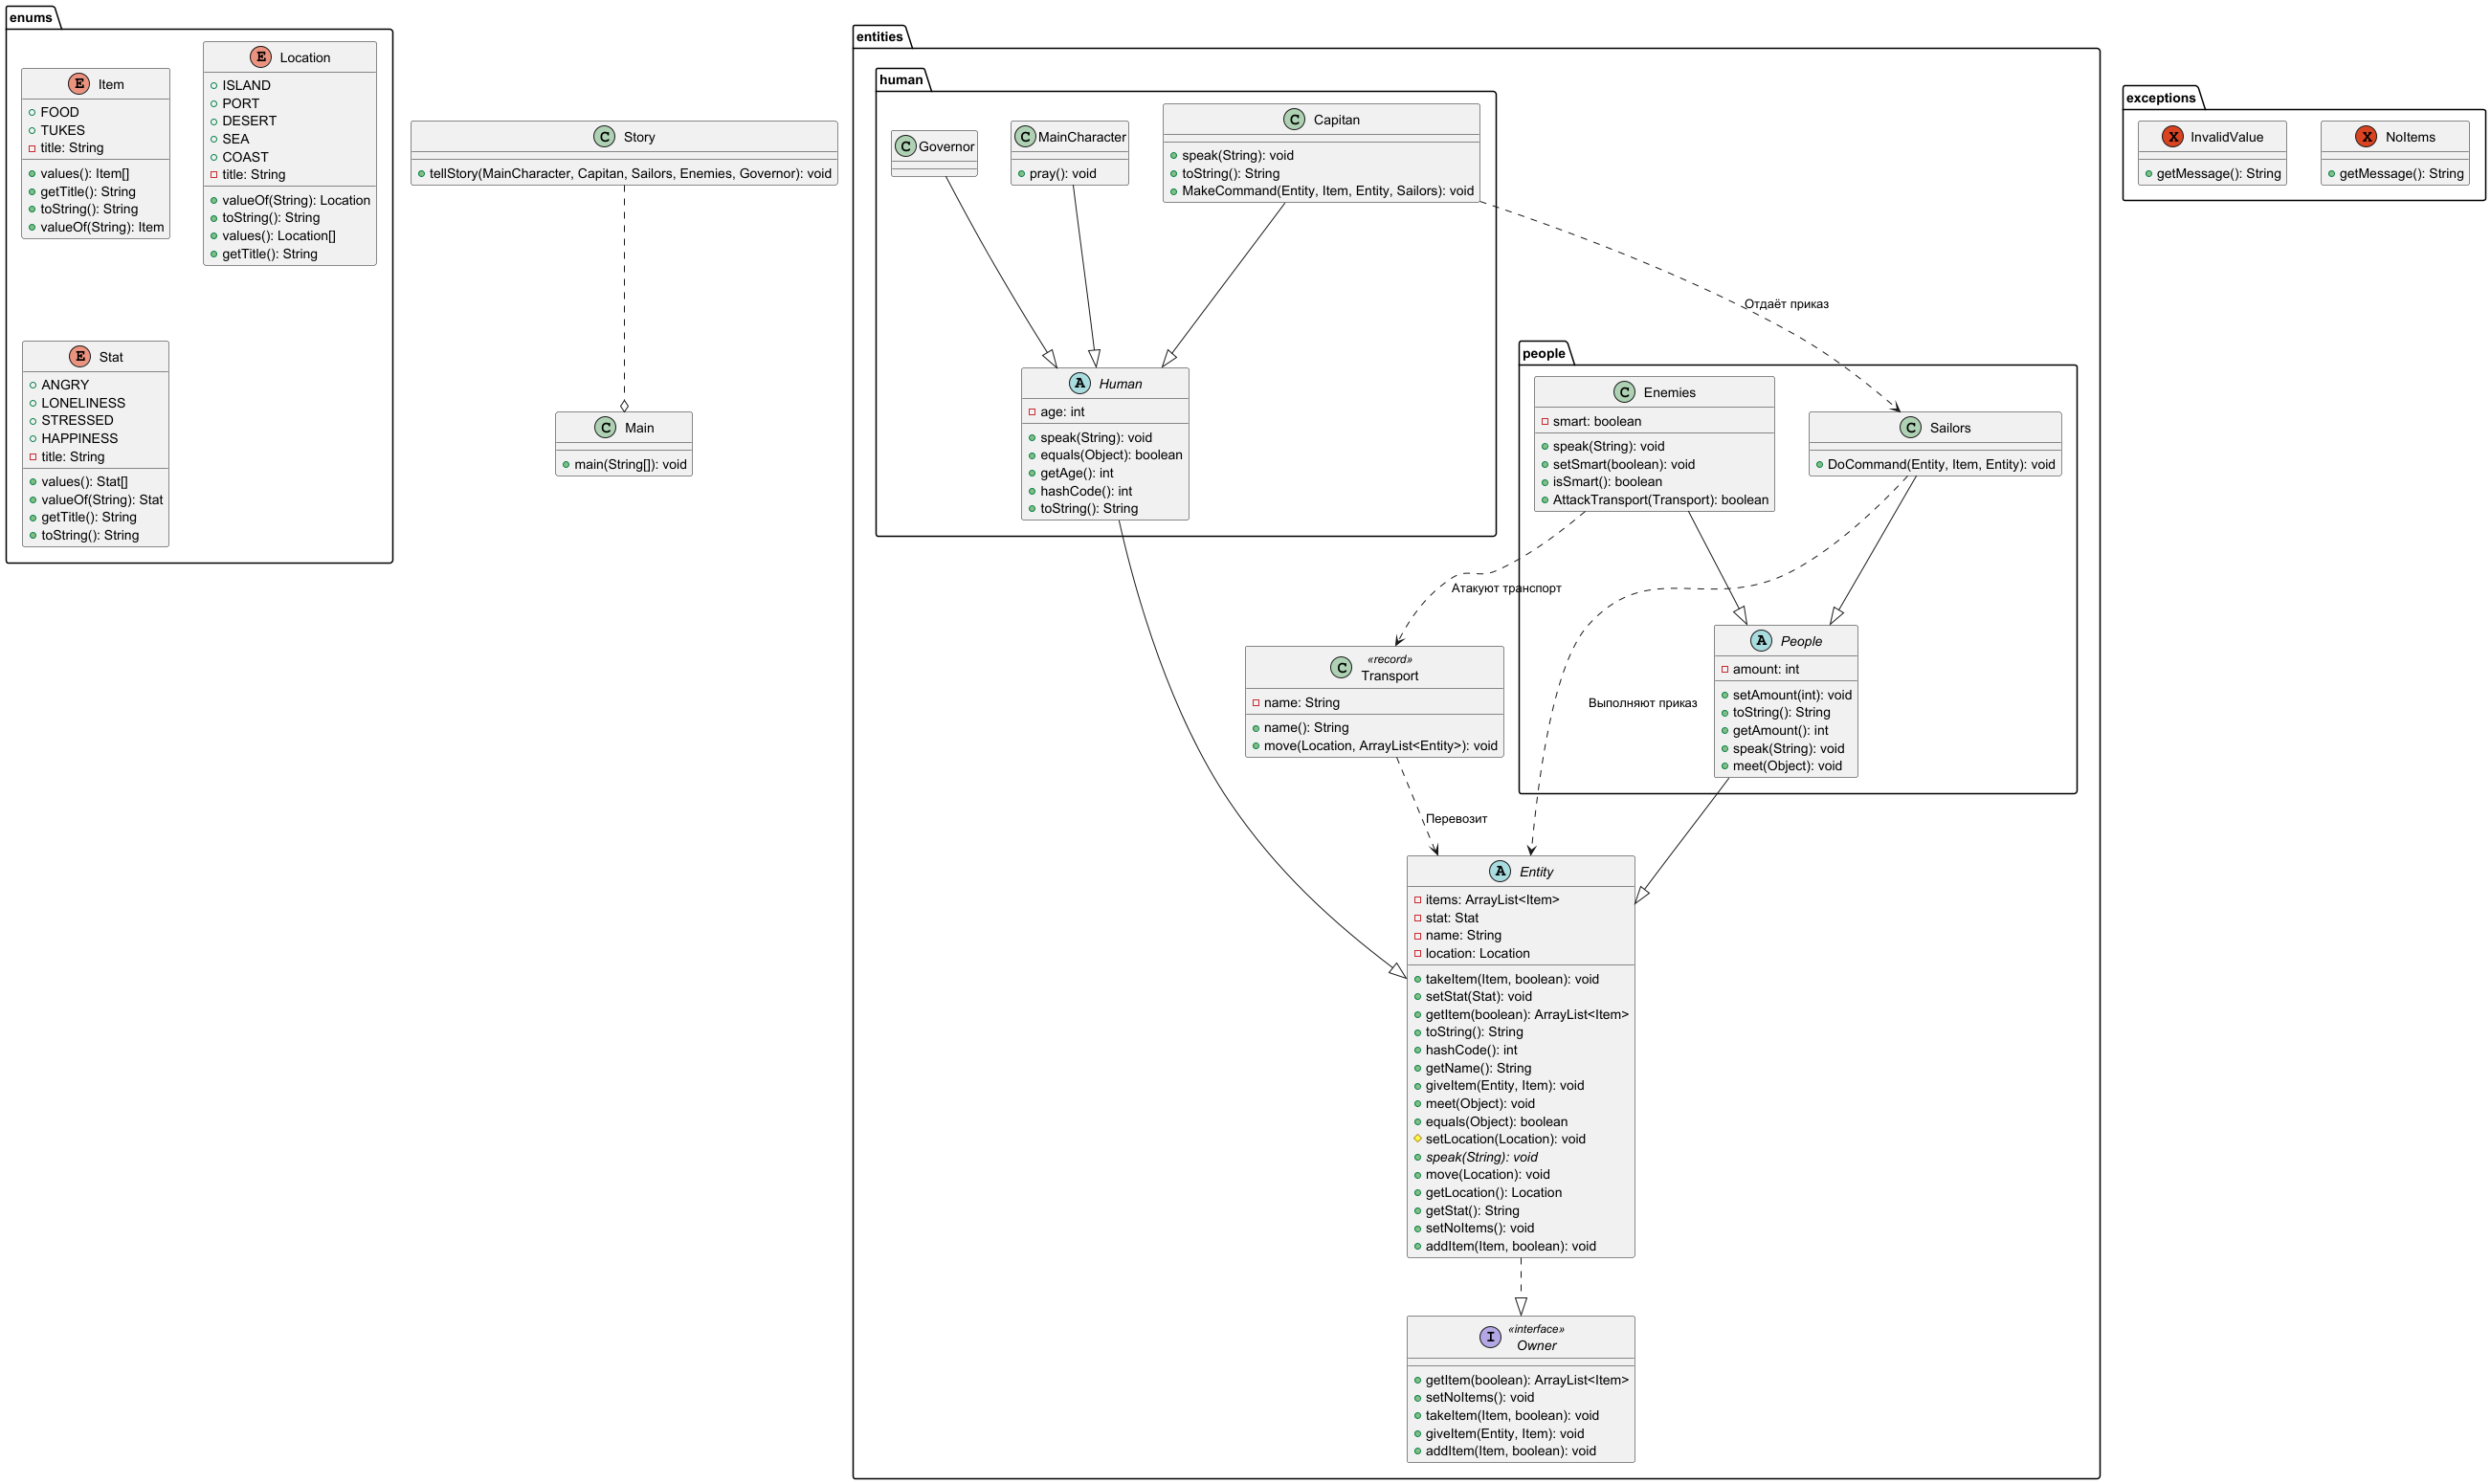 enums
E Item
FOOD
TUKES
title: String
values(): Item[]
getTitle(): String
toString(): String
valueOf(String): Item
E Location
ISLAND
PORT
DESERT
SEA
COAST
title: String
valueOf(String): Location
toString(): String
values(): Location[]
getTitle(): String
E Stat
ANGRY
LONELINESS
STRESSED
HAPPINESS
title: String
values(): Stat[]
valueOf(String): Stat
getTitle(): String
toString(): String
C Story
tellStory(MainCharacter, Capitan, Sailors, Enemies, Governor): void
C Main
main(String[]): void
entities
human
C Governor
C MainCharacter
pray(): void
C Capitan
speak(String): void
toString(): String
MakeCommand(Entity, Item, Entity, Sailors): void
Отдаёт приказ
A Human
age: int
speak(String): void
equals(Object): boolean
getAge(): int
hashCode(): int
toString(): String
people
C Enemies
smart: boolean
speak(String): void
setSmart(boolean): void
isSmart(): boolean
AttackTransport(Transport): boolean
C Sailors
DoCommand(Entity, Item, Entity): void
Атакуют транспорт
C «record»
Transport
name: String
name(): String
move(Location, ArrayList<Entity>): void
Выполняют приказ
A People
amount: int
setAmount(int): void
toString(): String
getAmount(): int
speak(String): void
meet(Object): void
Перевозит
A Entity
items: ArrayList<Item>
stat: Stat
name: String
location: Location
takeItem(Item, boolean): void
setStat(Stat): void
getItem(boolean): ArrayList<Item>
toString(): String
hashCode(): int
getName(): String
giveItem(Entity, Item): void
meet(Object): void
equals(Object): boolean
setLocation(Location): void
speak(String): void
move(Location): void
getLocation(): Location
getStat(): String
setNoItems(): void
addItem(Item, boolean): void
I «interface»
Owner
getItem(boolean): ArrayList<Item>
setNoItems(): void
takeItem(Item, boolean): void
giveItem(Entity, Item): void
addItem(Item, boolean): void
exceptions
X InvalidValue
getMessage(): String
X NoItems
getMessage(): String